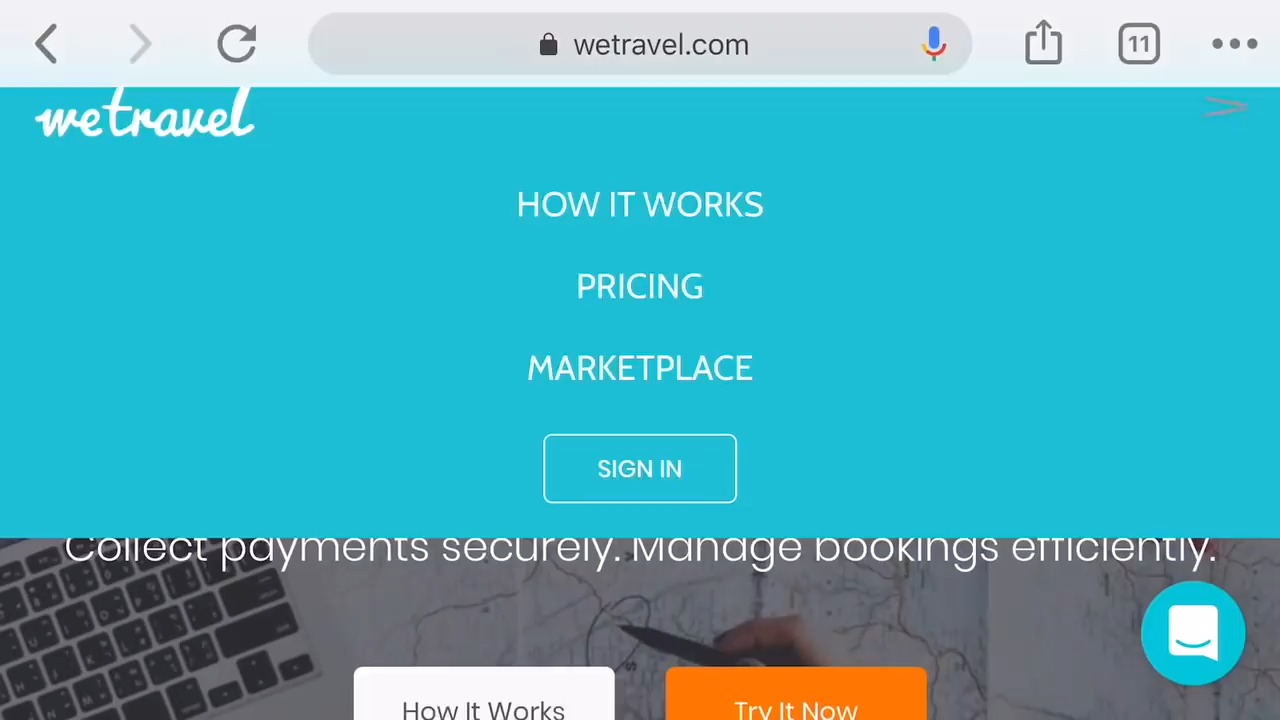 wetravel.com
11
wetravel
HOW IT WORKS
PRICING
MARKETPLACE
SIGN IN
Collect payments securely. Manage bookings efficiently.
How It Works
Try It Now